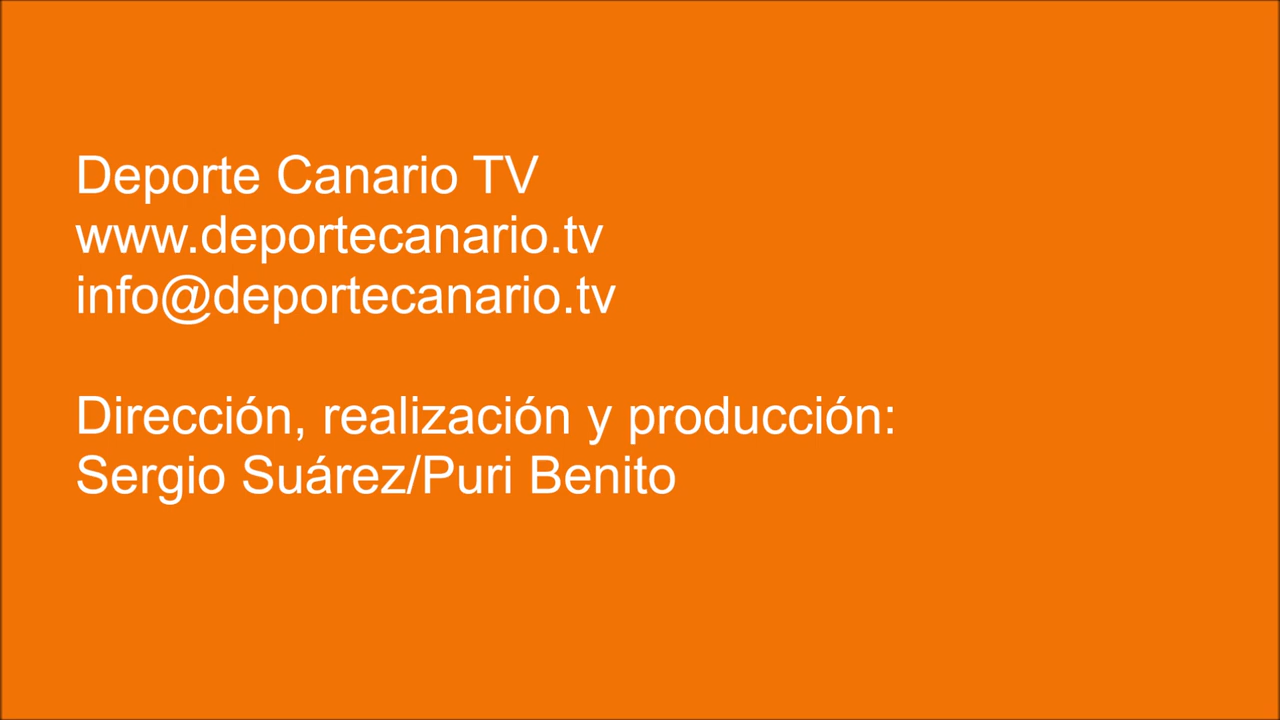 Deporte Canario TV
www.deportecanario.tv
info@deportecanario.tv
Dirección, realización y producción:
Sergio Suárez/Puri Benito